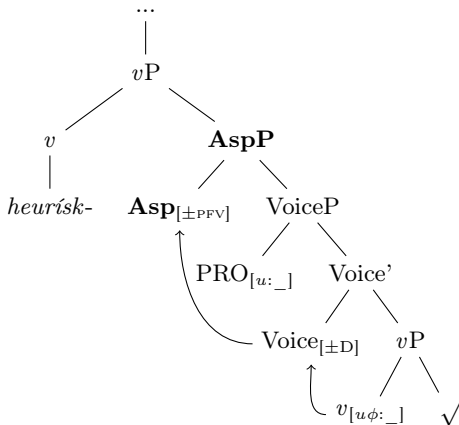 ...
vP
v AspP
heurísk- Asp[±PFV] VoiceP
PRO[u:_] Voice'
Voice[±D] vP
v[uϕ:_] √